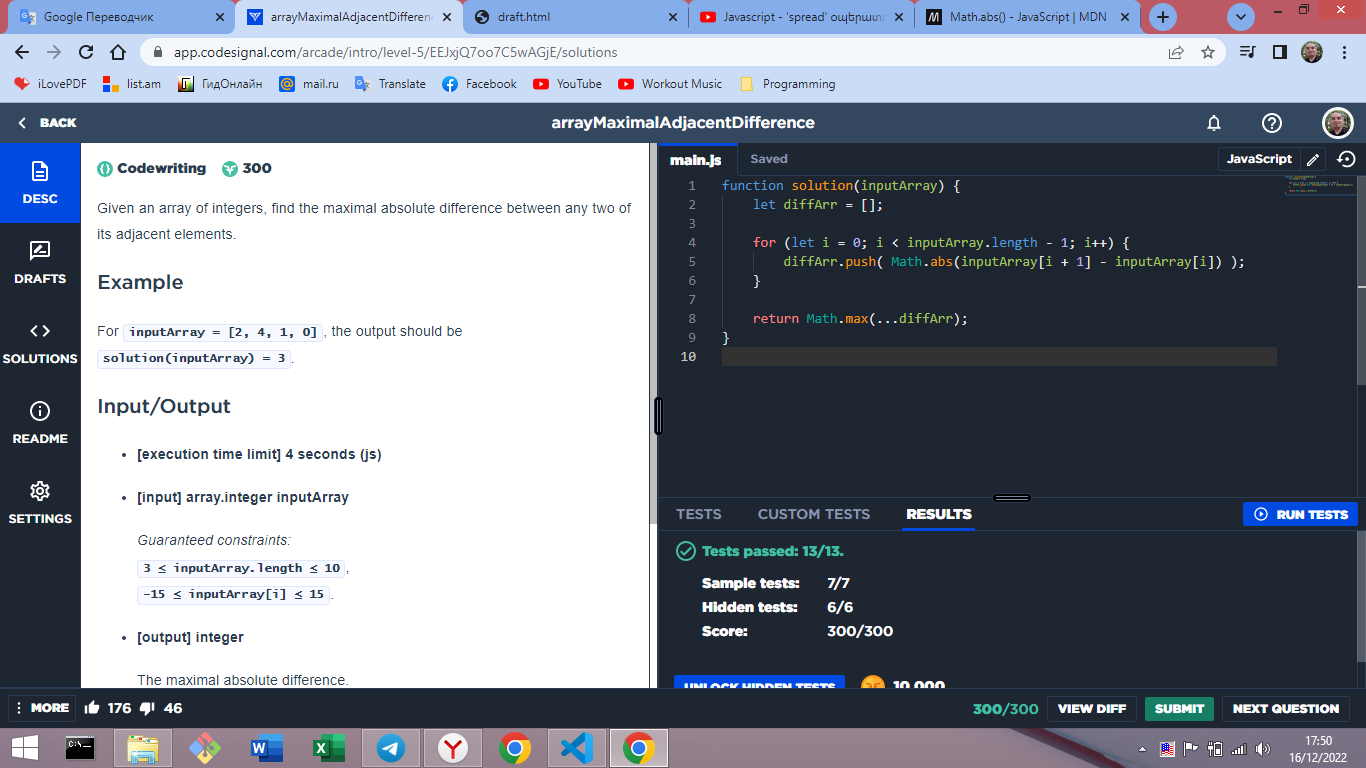 Google Переводчик
arrayMaximalAdjacentDifferen
draft.html
Javascript - 'spread' օպերատո
Math.abs() - JavaScript | MDN
app.codesignal.com/arcade/intro/level-5/EEJxjQ7oo7C5wAGjE/solutions
iLovePDF
list.am
ГидОнлайн
mail.ru
Translate
Facebook
YouTube
Workout Music
Programming
BACK
arrayMaximalAdjacentDifference
DESC
DRAFTS
SOLUTIONS
README
SETTINGS
Codewriting 300
Given an array of integers, find the maximal absolute difference between any two of
its adjacent elements.
Example
For inputArray = [2, 4, 1, 0], the output should be
solution(inputArray) = 3.
Input/Output
• [execution time limit] 4 seconds (js)
• [input] array.integer inputArray
Guaranteed constraints:
3 ≤ inputArray.length ≤ 10,
-15 ≤ inputArray[i] ≤ 15.
• [output] integer
The maximal absolute difference.
main.js Saved JavaScript
1 function solution(inputArray) {
2 let diffArr = [];
3
4 for (let i = 0; i < inputArray.length - 1; i++) {
5 diffArr.push( Math.abs(inputArray[i + 1] - inputArray[i]) );
6 }
7
8 return Math.max(...diffArr);
9 }
10
TESTS CUSTOM TESTS RESULTS RUN TESTS
Tests passed: 13/13.
Sample tests: 7/7
Hidden tests: 6/6
Score: 300/300
UNLOCK HIDDEN TESTS 10,000
MORE 176 46
300/300 VIEW DIFF SUBMIT NEXT QUESTION
17:50
16/12/2022